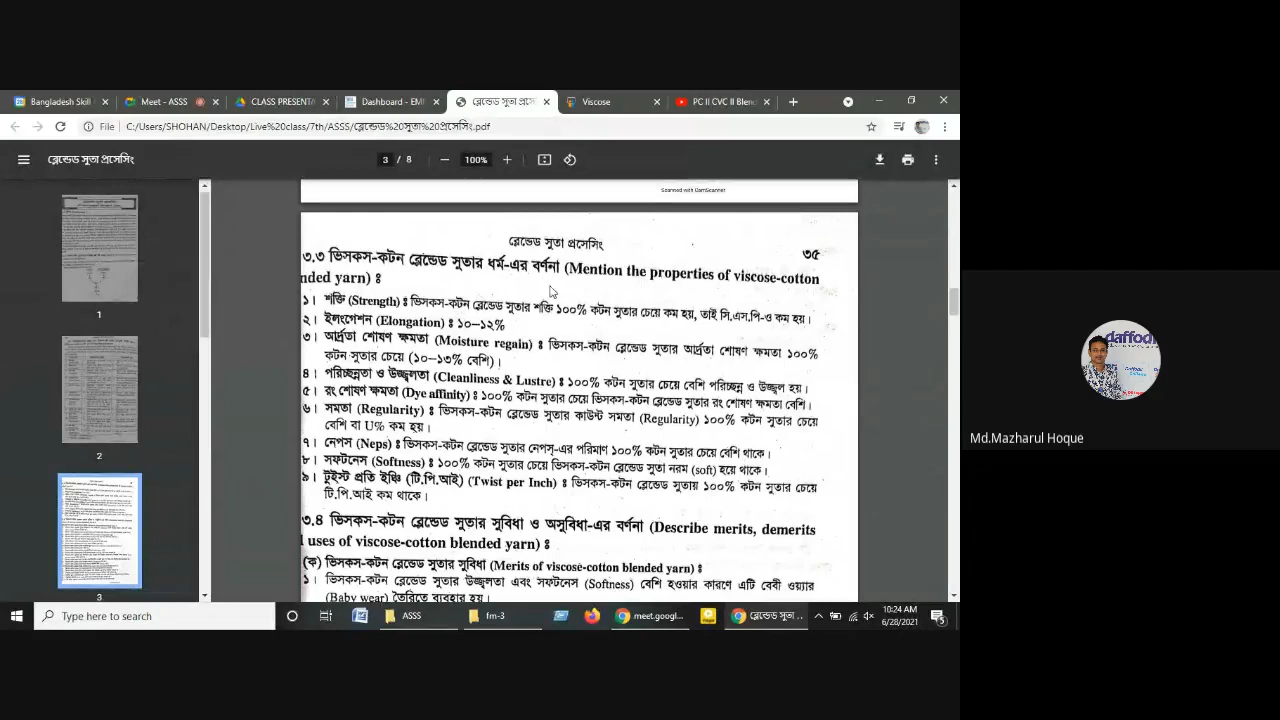 Bangladesh Skill
Meet - ASSS
CLASS PRESENTA
Dashboard - EMI
ব্লেন্ডেড সুতা প্রসে
Viscose
PC II CVC II Blen
File
C:/Users/SHOHAN/Desktop/Live%20class/7th/ASSS/ব্লেন্ডেড%20সুতা%20প্রসেসিং.pdf
ব্লেন্ডেড সুতা প্রসেসিং
3 / 8
100%
Scanned with CamScanner
ব্লেন্ডেড সুতা প্রসেসিং
৩৫
৩.৩ ভিসকস-কটন ব্লেন্ডেড সুতার ধর্ম-এর বর্ণনা (Mention the properties of viscose-cotton
nded yarn) ঃ
১। শক্তি (Strength) ঃ ভিসকস-কটন ব্লেন্ডেড সুতার শক্তি ১০০% কটন সুতার চেয়ে কম হয়, তাই সি.এস.পি-ও কম হয়।
২। ইলংগেশন (Elongation) ঃ ১০–১২%
৩। আর্দ্রতা শোষণ ক্ষমতা (Moisture regain) ঃ ভিসকস-কটন ব্লেন্ডেড সুতার আর্দ্রতা শোষণ ক্ষমতা ১০০%
কটন সুতার চেয়ে (১০–১৩% বেশি)।
৪। পরিচ্ছন্নতা ও উজ্জ্বলতা (Cleanliness & Lustre) ঃ ১০০% কটন সুতার চেয়ে বেশি পরিচ্ছন্ন ও উজ্জ্বল হয়।
৫। রং শোষণ ক্ষমতা (Dye affinity) ঃ ১০০% কটন সুতার চেয়ে ভিসকস-কটন ব্লেন্ডেড সুতার রং শোষণ ক্ষমতা বেশি।
৬। সমতা (Regularity) ঃ ভিসকস-কটন ব্লেন্ডেড সুতার কাউন্ট সমতা (Regularity) ১০০% কটন সুতার চেয়ে
বেশি বা U% কম হয়।
৭। নেপস (Neps) ঃ ভিসকস-কটন ব্লেন্ডেড সুতার নেপস্-এর পরিমাণ ১০০% কটন সুতার চেয়ে বেশি থাকে।
৮। সফটনেস (Softness) ঃ ১০০% কটন সুতার চেয়ে ভিসকস-কটন ব্লেন্ডেড সুতা নরম (soft) হয়ে থাকে।
৯। টুইস্ট প্রতি ইঞ্চি (টি.পি.আই) (Twist per Inch) ঃ ভিসকস-কটন ব্লেন্ডেড সুতায় ১০০% কটন সুতার চেয়ে
টি.পি.আই কম থাকে।
৩.৪ ভিসকস-কটন ব্লেন্ডেড সুতার সুবিধা-এর বর্ণনা (Describe merits, demerits
uses of viscose-cotton blended yarn) ঃ
(ক) ভিসকস-কটন ব্লেন্ডেড সুতার সুবিধা (Merits of viscose-cotton blended yarn) ঃ
ভিসকস-কটন ব্লেন্ডেড সুতার উজ্জ্বলতা এবং সফটনেস (Softness) বেশি হওয়ার কারণে এটি বেবী ওয়্যার
(Baby wear) তৈরিতে ব্যবহার হয়।
1
2
3
daffodil
Md.Mazharul Hoque
Type here to search
ASSS
fm-3
meet.googl...
ব্লেন্ডেড সুতা ...
10:24 AM
6/28/2021
5